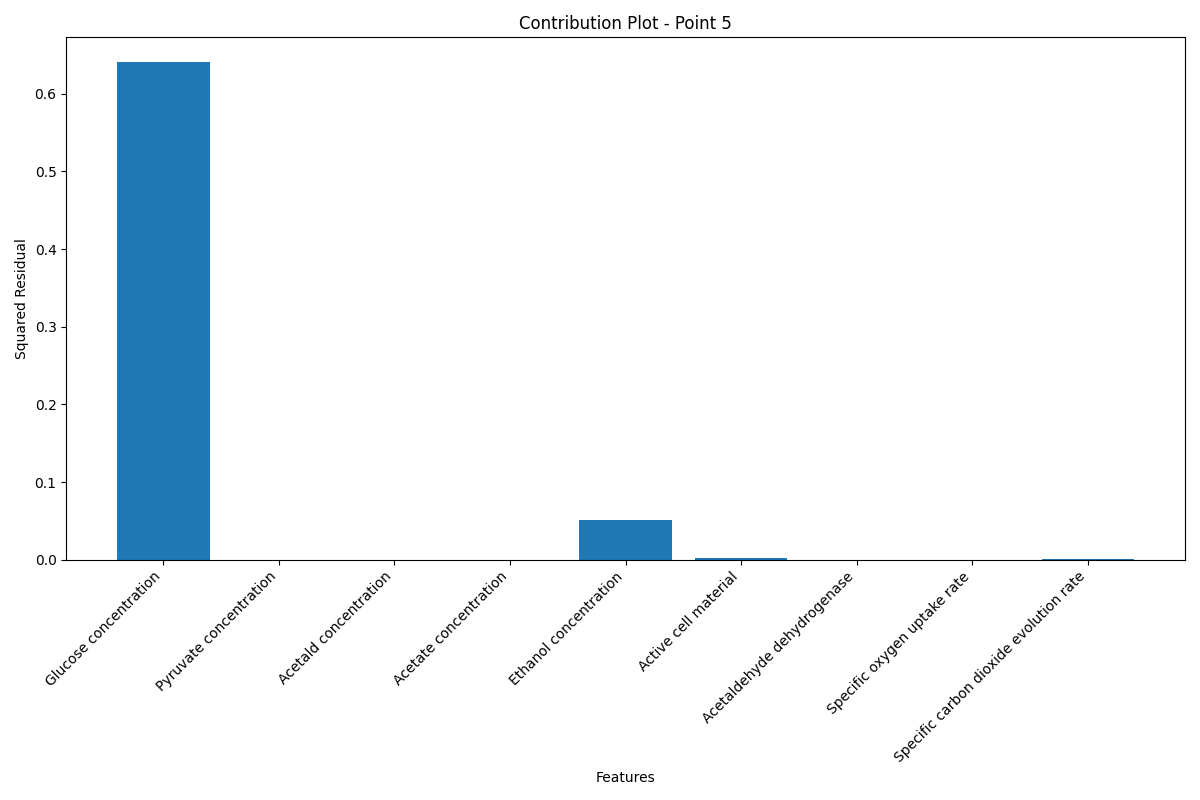 Contribution Plot - Point 5
0.6
0.5
0.4
0.3
0.2
0.1
0.0
Squared Residual
Glucose concentration
Pyruvate concentration
Acetald concentration
Acetate concentration
Ethanol concentration
Active cell material
Acetaldehyde dehydrogenase
Specific oxygen uptake rate
Specific carbon dioxide evolution rate
Features